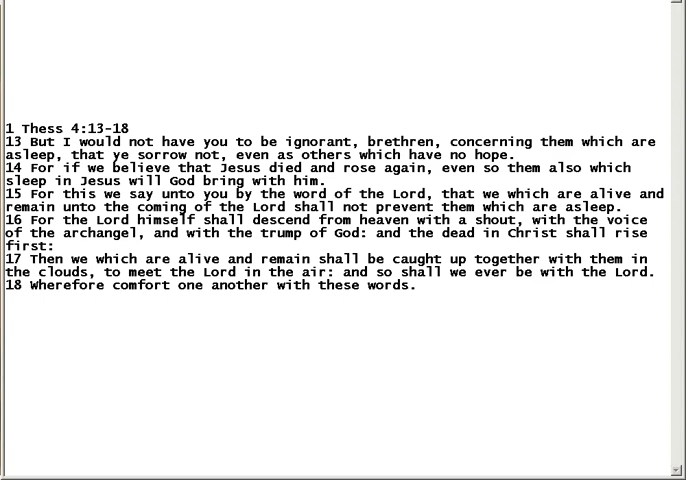 1 Thess 4:13-18
13 But I would not have you to be ignorant, brethren, concerning them which are
asleep, that ye sorrow not, even as others which have no hope.
14 For if we believe that Jesus died and rose again, even so them also which
sleep in Jesus will God bring with him.
15 For this we say unto you by the word of the Lord, that we which are alive and
remain unto the coming of the Lord shall not prevent them which are asleep.
16 For the Lord himself shall descend from heaven with a shout, with the voice
of the archangel, and with the trump of God: and the dead in Christ shall rise
first:
17 Then we which are alive and remain shall be caught up together with them in
the clouds, to meet the Lord in the air: and so shall we ever be with the Lord.
18 Wherefore comfort one another with these words.